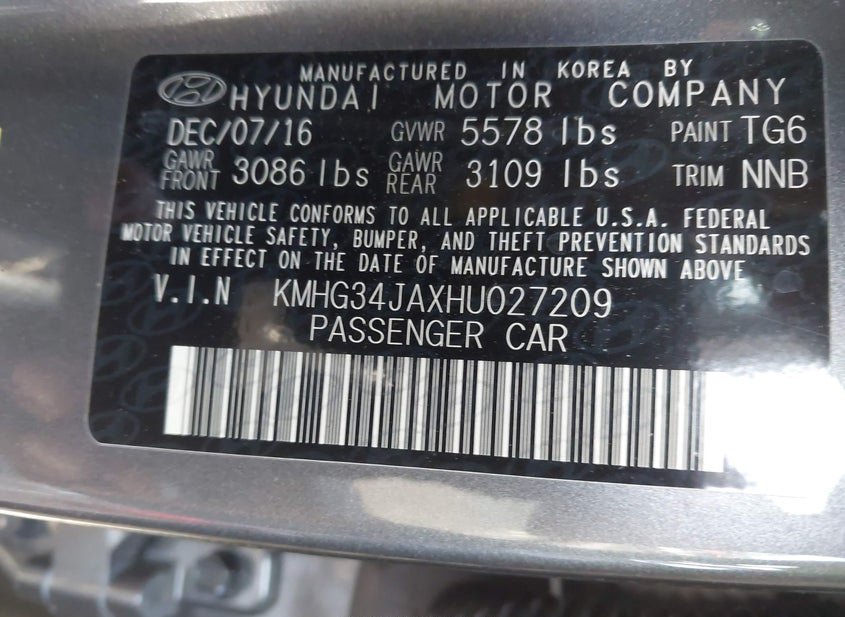 MANUFACTURED IN KOREA BY
HYUNDAI MOTOR COMPANY
DEC/07/16 GVWR 5578 lbs PAINT TG6
GAWR FRONT 3086 lbs GAWR REAR 3109 lbs TRIM NNB
THIS VEHICLE CONFORMS TO ALL APPLICABLE U.S.A. FEDERAL
MOTOR VEHICLE SAFETY, BUMPER, AND THEFT PREVENTION STANDARDS
IN EFFECT ON THE DATE OF MANUFACTURE SHOWN ABOVE
V.I.N KMHG34JAXHU027209
PASSENGER CAR